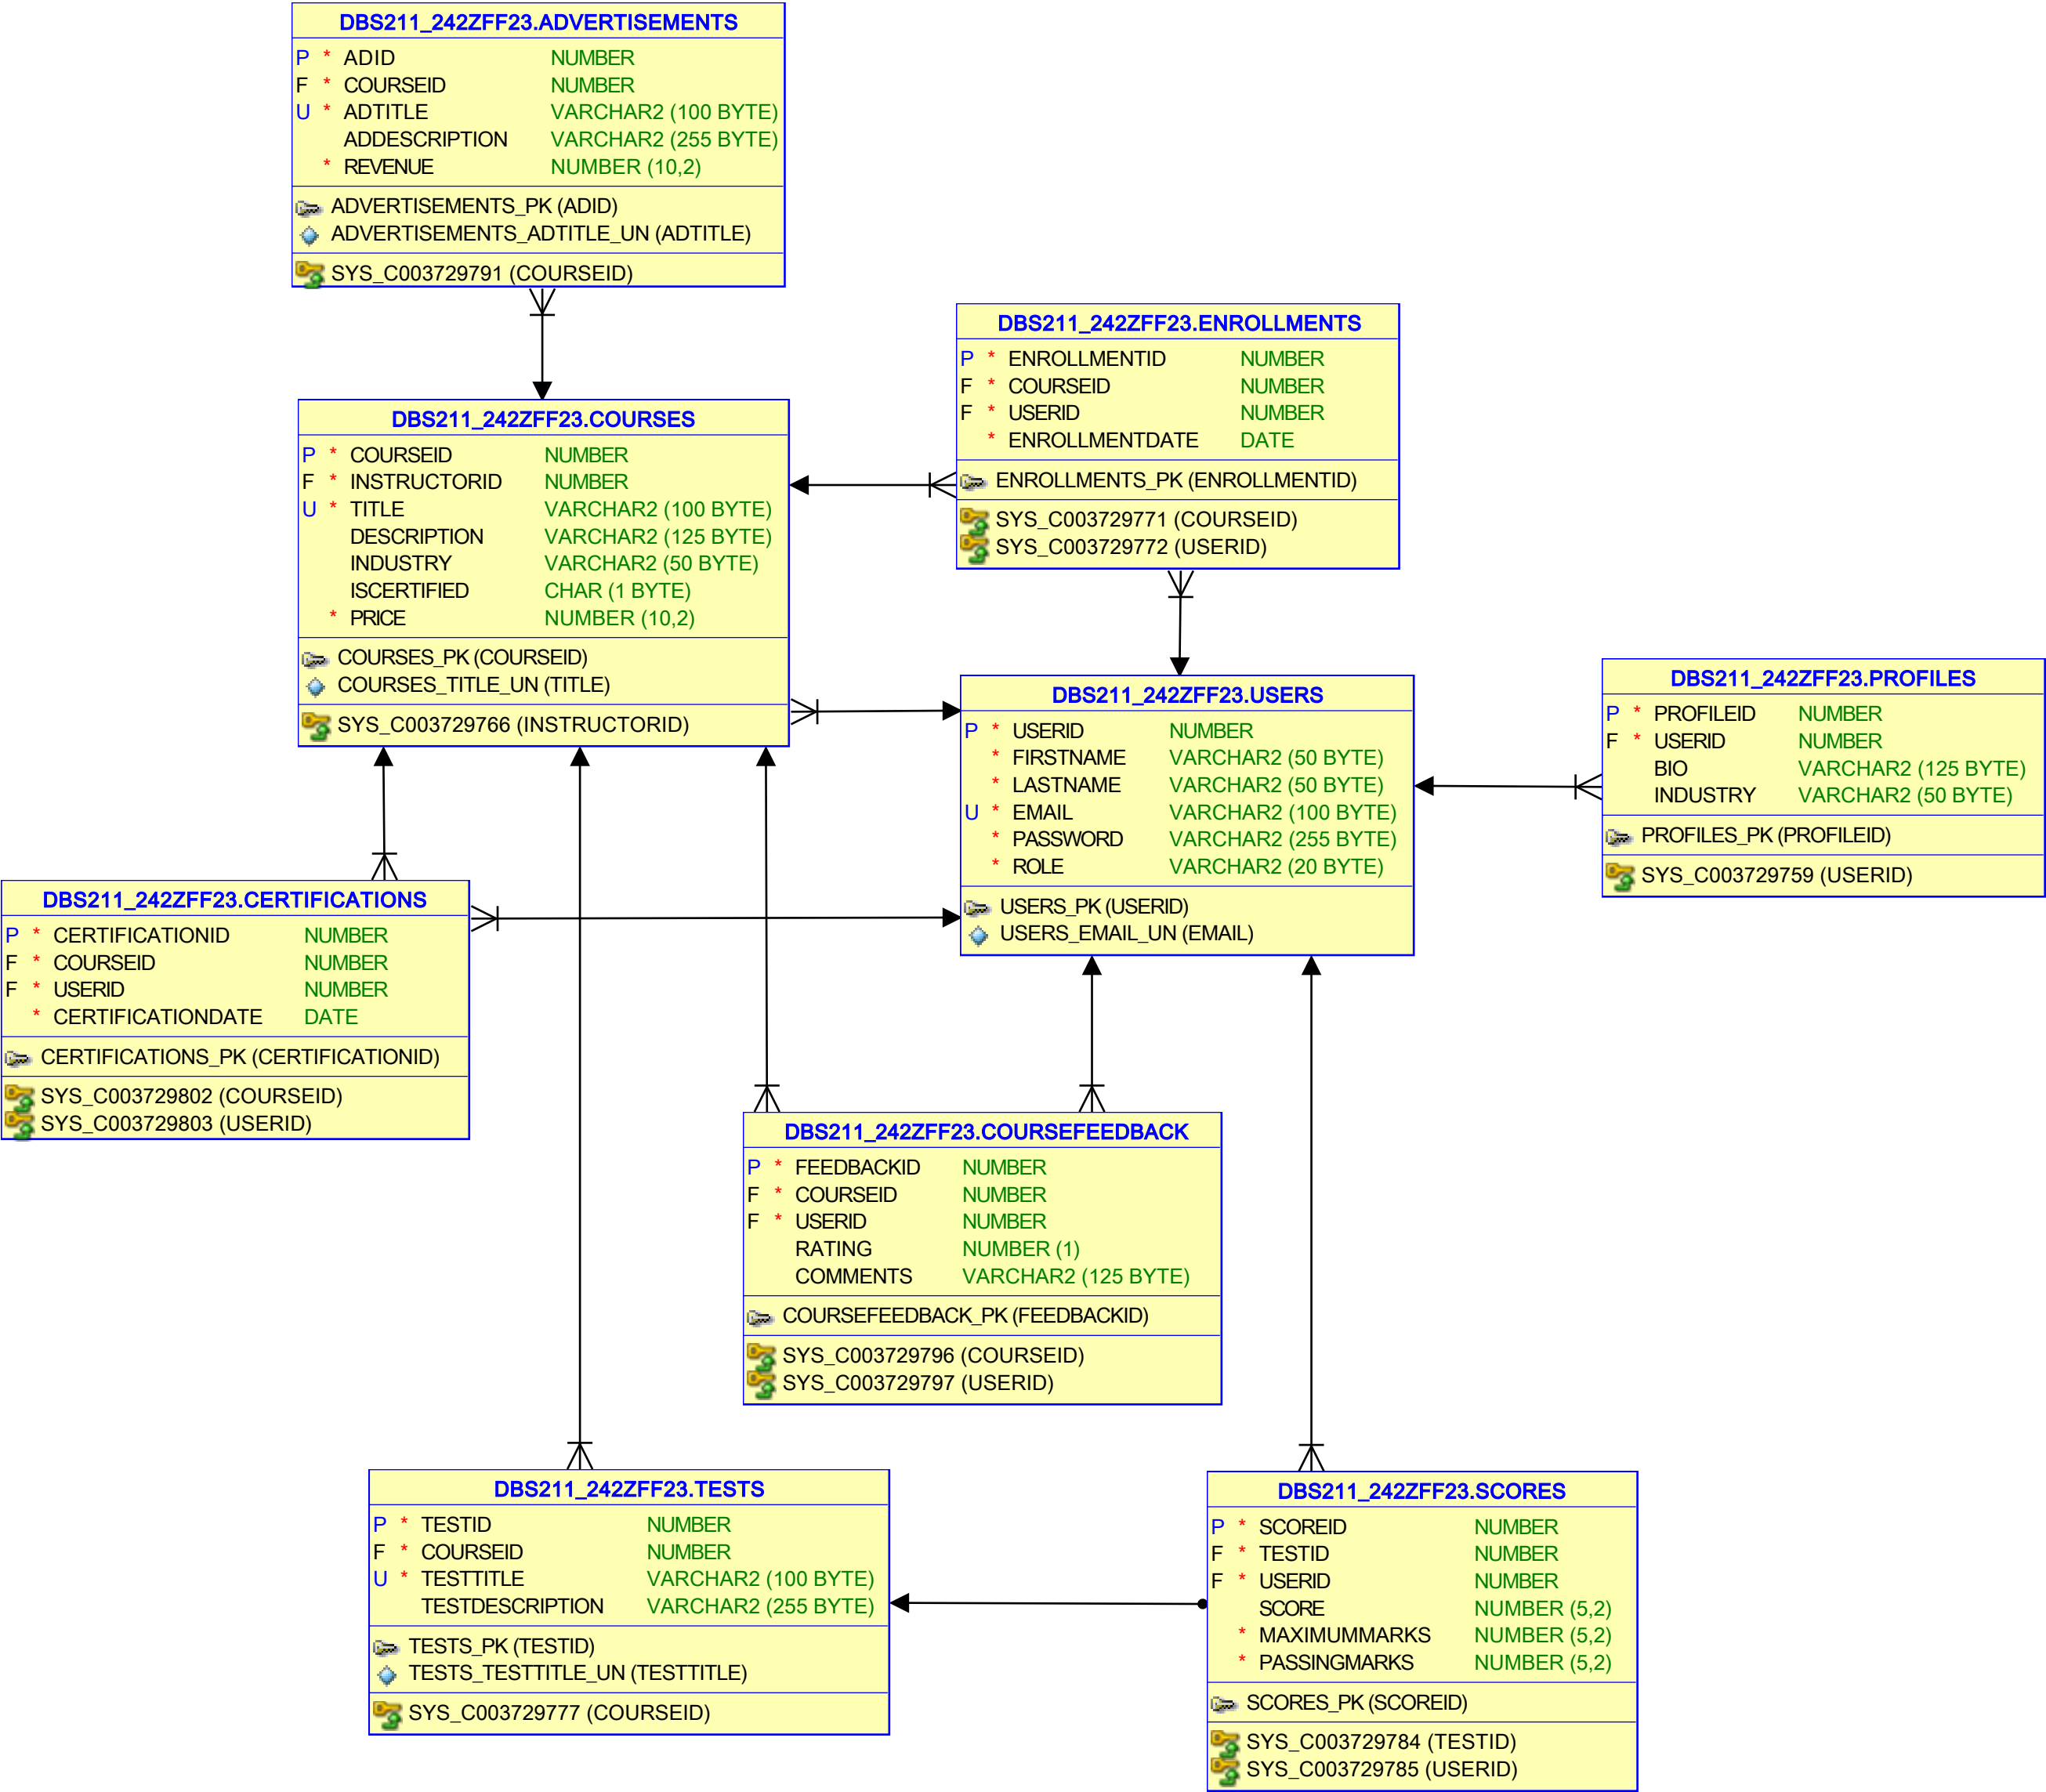 DBS211_242ZFF23.ADVERTISEMENTS
P * ADID NUMBER
F * COURSEID NUMBER
U * ADTITLE VARCHAR2 (100 BYTE)
ADDESCRIPTION VARCHAR2 (255 BYTE)
* REVENUE NUMBER (10,2)
ADVERTISEMENTS_PK (ADID)
ADVERTISEMENTS_ADTITLE_UN (ADTITLE)
SYS_C003729791 (COURSEID)
DBS211_242ZFF23.ENROLLMENTS
P * ENROLLMENTID NUMBER
F * COURSEID NUMBER
F * USERID NUMBER
* ENROLLMENTDATE DATE
ENROLLMENTS_PK (ENROLLMENTID)
SYS_C003729771 (COURSEID)
SYS_C003729772 (USERID)
DBS211_242ZFF23.COURSES
P * COURSEID NUMBER
F * INSTRUCTORID NUMBER
U * TITLE VARCHAR2 (100 BYTE)
DESCRIPTION VARCHAR2 (125 BYTE)
INDUSTRY VARCHAR2 (50 BYTE)
ISCERTIFIED CHAR (1 BYTE)
* PRICE NUMBER (10,2)
COURSES_PK (COURSEID)
COURSES_TITLE_UN (TITLE)
SYS_C003729766 (INSTRUCTORID)
DBS211_242ZFF23.USERS
P * USERID NUMBER
* FIRSTNAME VARCHAR2 (50 BYTE)
* LASTNAME VARCHAR2 (50 BYTE)
U * EMAIL VARCHAR2 (100 BYTE)
* PASSWORD VARCHAR2 (255 BYTE)
* ROLE VARCHAR2 (20 BYTE)
USERS_PK (USERID)
USERS_EMAIL_UN (EMAIL)
DBS211_242ZFF23.PROFILES
P * PROFILEID NUMBER
F * USERID NUMBER
BIO VARCHAR2 (125 BYTE)
INDUSTRY VARCHAR2 (50 BYTE)
PROFILES_PK (PROFILEID)
SYS_C003729759 (USERID)
DBS211_242ZFF23.CERTIFICATIONS
P * CERTIFICATIONID NUMBER
F * COURSEID NUMBER
F * USERID NUMBER
* CERTIFICATIONDATE DATE
CERTIFICATIONS_PK (CERTIFICATIONID)
SYS_C003729802 (COURSEID)
SYS_C003729803 (USERID)
DBS211_242ZFF23.COURSEFEEDBACK
P * FEEDBACKID NUMBER
F * COURSEID NUMBER
F * USERID NUMBER
RATING NUMBER (1)
COMMENTS VARCHAR2 (125 BYTE)
COURSEFEEDBACK_PK (FEEDBACKID)
SYS_C003729796 (COURSEID)
SYS_C003729797 (USERID)
DBS211_242ZFF23.TESTS
P * TESTID NUMBER
F * COURSEID NUMBER
U * TESTTITLE VARCHAR2 (100 BYTE)
TESTDESCRIPTION VARCHAR2 (255 BYTE)
TESTS_PK (TESTID)
TESTS_TESTTITLE_UN (TESTTITLE)
SYS_C003729777 (COURSEID)
DBS211_242ZFF23.SCORES
P * SCOREID NUMBER
F * TESTID NUMBER
F * USERID NUMBER
SCORE NUMBER (5,2)
* MAXIMUMMARKS NUMBER (5,2)
* PASSINGMARKS NUMBER (5,2)
SCORES_PK (SCOREID)
SYS_C003729784 (TESTID)
SYS_C003729785 (USERID)